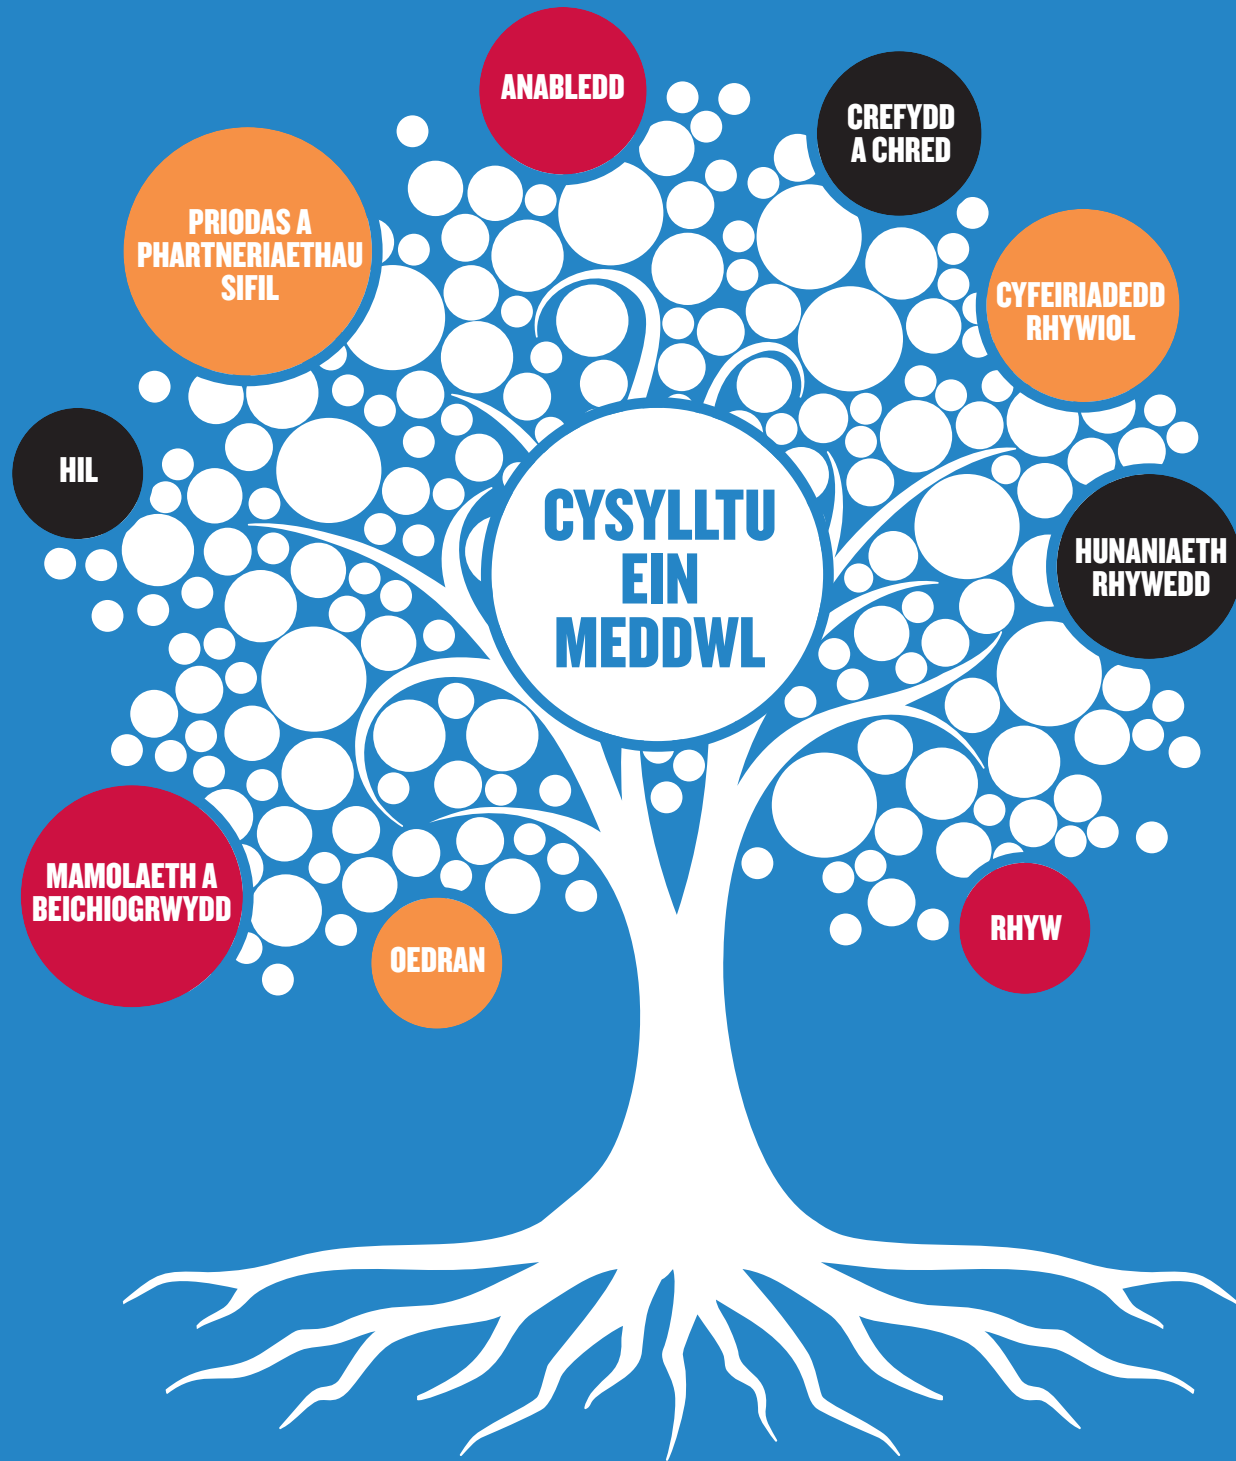 ANABLEDD
CREFYDD
A CHRED
PRIODAS A
PHARTNERIAETHAU
SIFIL
CYFEIRIADEDD
RHYWIOL
HIL
CYSYLLTU
EIN
MEDDWL
HUNANIAETH
RHYWEDD
MAMOLAETH A
BEICHIOGRWYDD
OEDRAN
RHYW